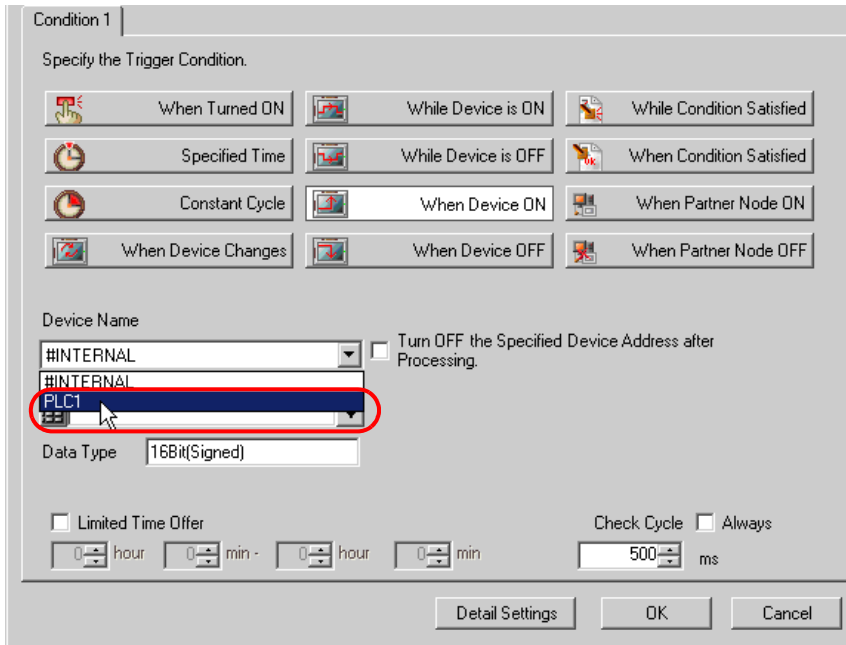 Condition 1
Specify the Trigger Condition.
When Turned ON
While Device is ON
While Condition Satisfied
Specified Time
While Device is OFF
When Condition Satisfied
Constant Cycle
When Device ON
When Partner Node ON
When Device Changes
When Device OFF
When Partner Node OFF
Device Name
#INTERNAL
Turn OFF the Specified Device Address after
Processing.
#INTERNAL
PLC1
Data Type 16Bit(Signed)
Limited Time Offer
Check Cycle Always
0 hour 0 min - 0 hour 0 min
500 ms
Detail Settings OK Cancel